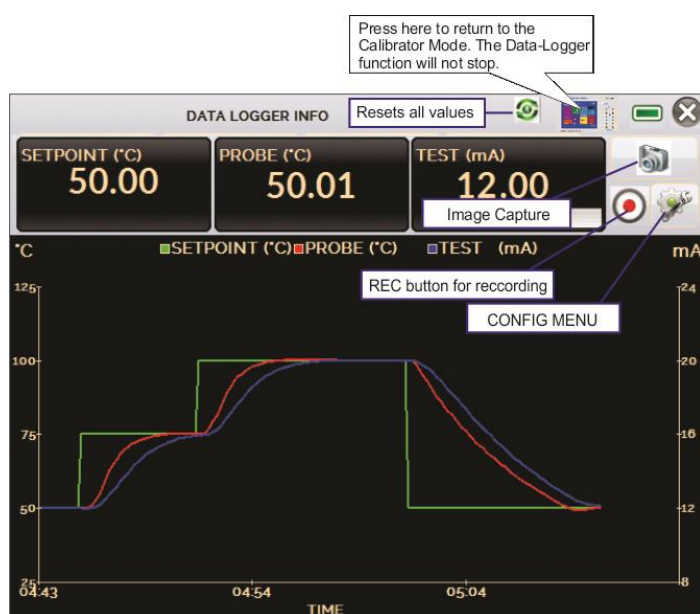 Press here to return to the
Calibrator Mode. The Data-Logger
function will not stop.
DATA LOGGER INFO
Resets all values
SETPOINT (°C)
50.00
PROBE (°C)
50.01
TEST (mA)
12.00
Image Capture
°C
SETPOINT (°C)
PROBE (°C)
TEST (mA)
mA
REC button for reccording
CONFIG MENU
125
100
75
50
25
24
20
16
12
8
04:43
04:54
05:04
TIME